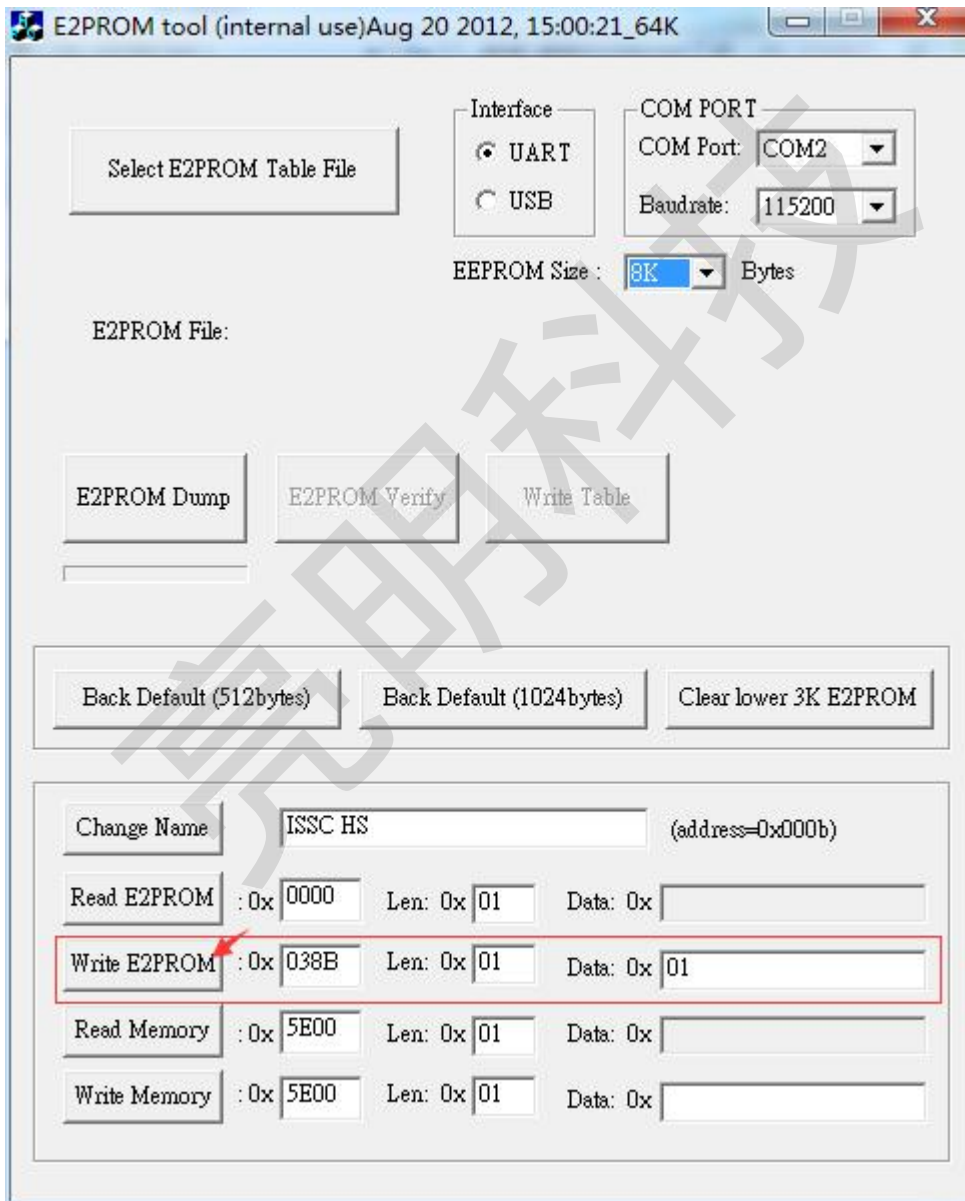 E2PROM tool (internal use)Aug 20 2012, 15:00:21_64K
Interface
COM PORT
Select E2PROM Table File
UART
COM Port: COM2
USB
Baudrate: 115200
EEPROM Size : 8K Bytes
E2PROM File:
E2PROM Dump
E2PROM Verify
Write Table
Back Default (512bytes)
Back Default (1024bytes)
Clear lower 3K E2PROM
Change Name ISSC HS (address=0x000b)
Read E2PROM : 0x 0000 Len: 0x 01 Data: 0x
Write E2PROM : 0x 038B Len: 0x 01 Data: 0x 01
Read Memory : 0x 5E00 Len: 0x 01 Data: 0x
Write Memory : 0x 5E00 Len: 0x 01 Data: 0x
亮明科技